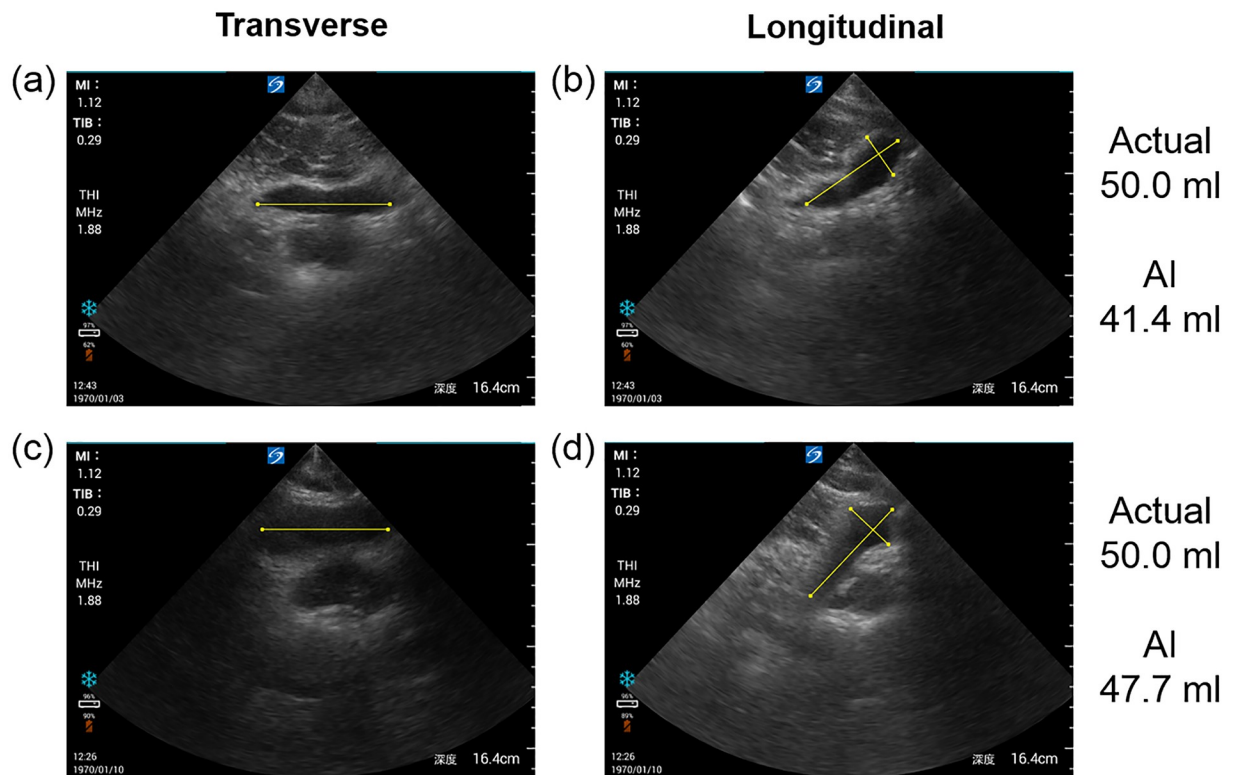 Transverse
Longitudinal
(a)
MI：
1.12
TIB：
0.29
THI
MHz
1.88
97%
62%
12:43
1970/01/03
深度 16.4cm
(b)
MI：
1.12
TIB：
0.29
THI
MHz
1.88
97%
60%
12:43
1970/01/03
深度 16.4cm
Actual
50.0 ml
AI
41.4 ml
(c)
MI：
1.12
TIB：
0.29
THI
MHz
1.88
96%
90%
12:26
1970/01/10
深度 16.4cm
(d)
MI：
1.12
TIB：
0.29
THI
MHz
1.88
96%
89%
12:26
1970/01/10
深度 16.4cm
Actual
50.0 ml
AI
47.7 ml